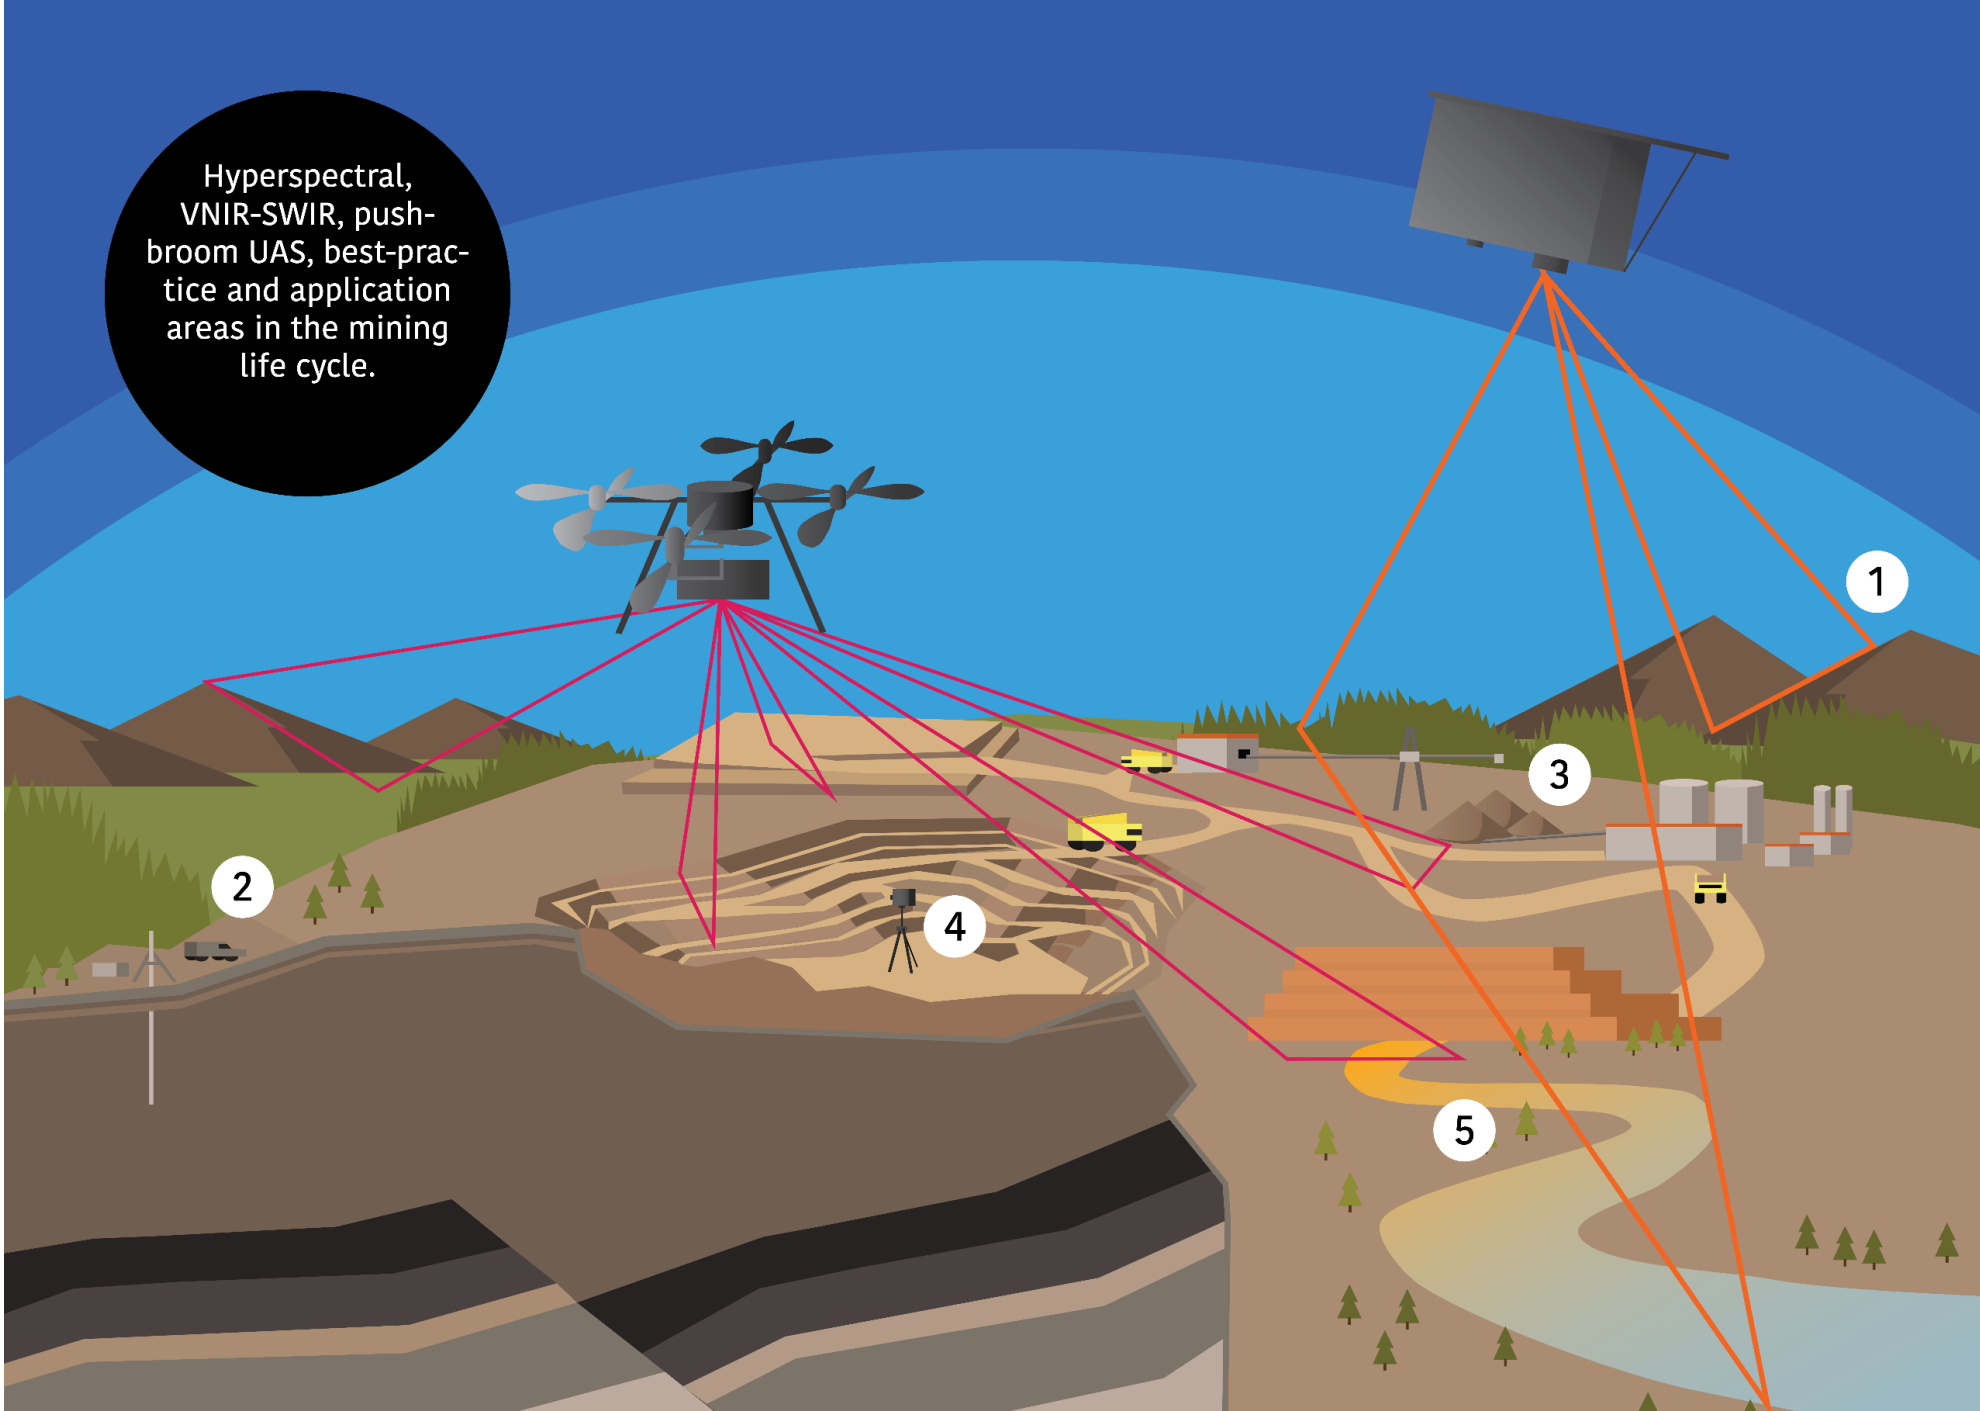 Hyperspectral,
VNIR-SWIR, push-
broom UAS, best-prac-
tice and application
areas in the mining
life cycle.
1
3
2
4
5